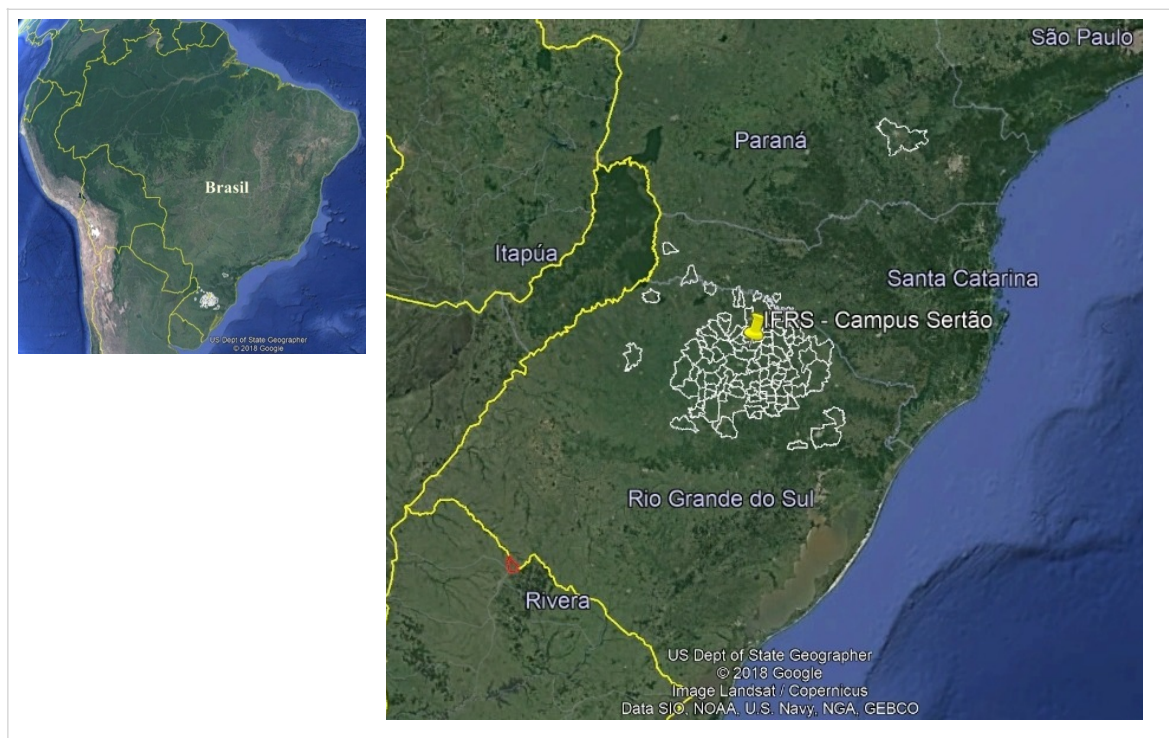 Brasil
US Dept of State Geographer
© 2018 Google
São Paulo
Paraná
Itapúa
Santa Catarina
IFRS - Campus Sertão
Rio Grande do Sul
Rivera
US Dept of State Geographer
© 2018 Google
Image Landsat / Copernicus
Data SIO, NOAA, U.S. Navy, NGA, GEBCO